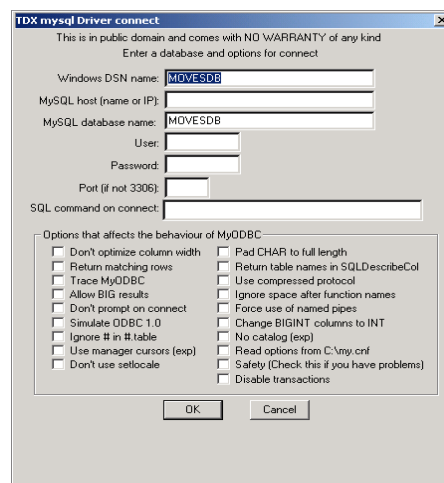 TDX mysql Driver connect
This is in public domain and comes with NO WARRANTY of any kind
Enter a database and options for connect
Windows DSN name: MOVESDB
MySQL host (name or IP):
MySQL database name: MOVESDB
User:
Password:
Port (if not 3306):
SQL command on connect:
Options that affects the behaviour of MyODBC
Don't optimize column width
Return matching rows
Trace MyODBC
Allow BIG results
Don't prompt on connect
Simulate ODBC 1.0
Ignore # in #.table
Use manager cursors (exp)
Don't use setlocale
Pad CHAR to full length
Return table names in SQLDescribeCol
Use compressed protocol
Ignore space after function names
Force use of named pipes
Change BIGINT columns to INT
No catalog (exp)
Read options from C:\my.cnf
Safety (Check this if you have problems)
Disable transactions
OK
Cancel